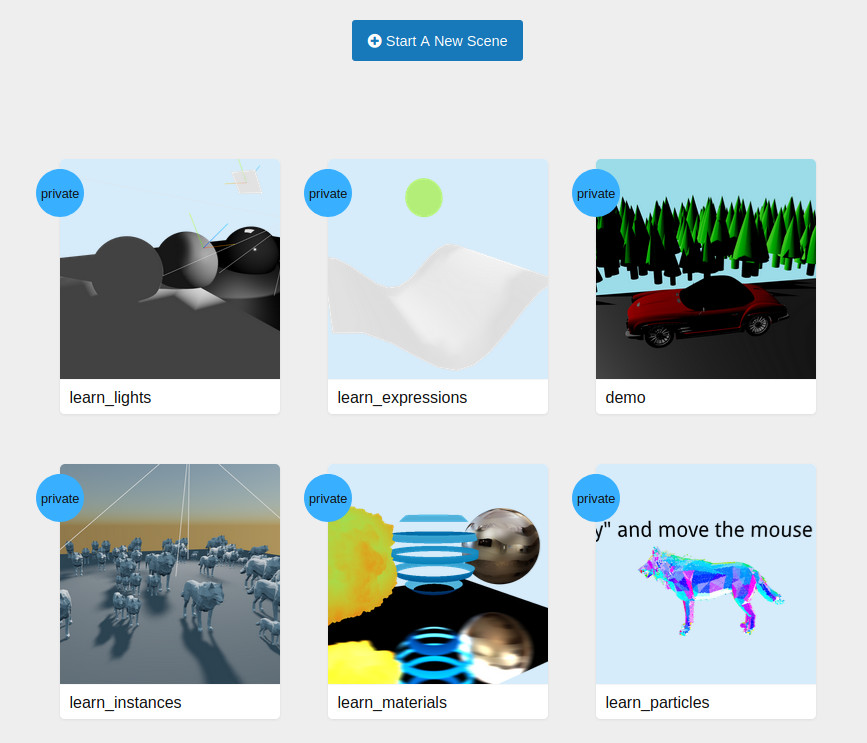 Start A New Scene
private
private
private
learn_lights
learn_expressions
demo
private
private
private
y" and move the mouse
learn_instances
learn_materials
learn_particles